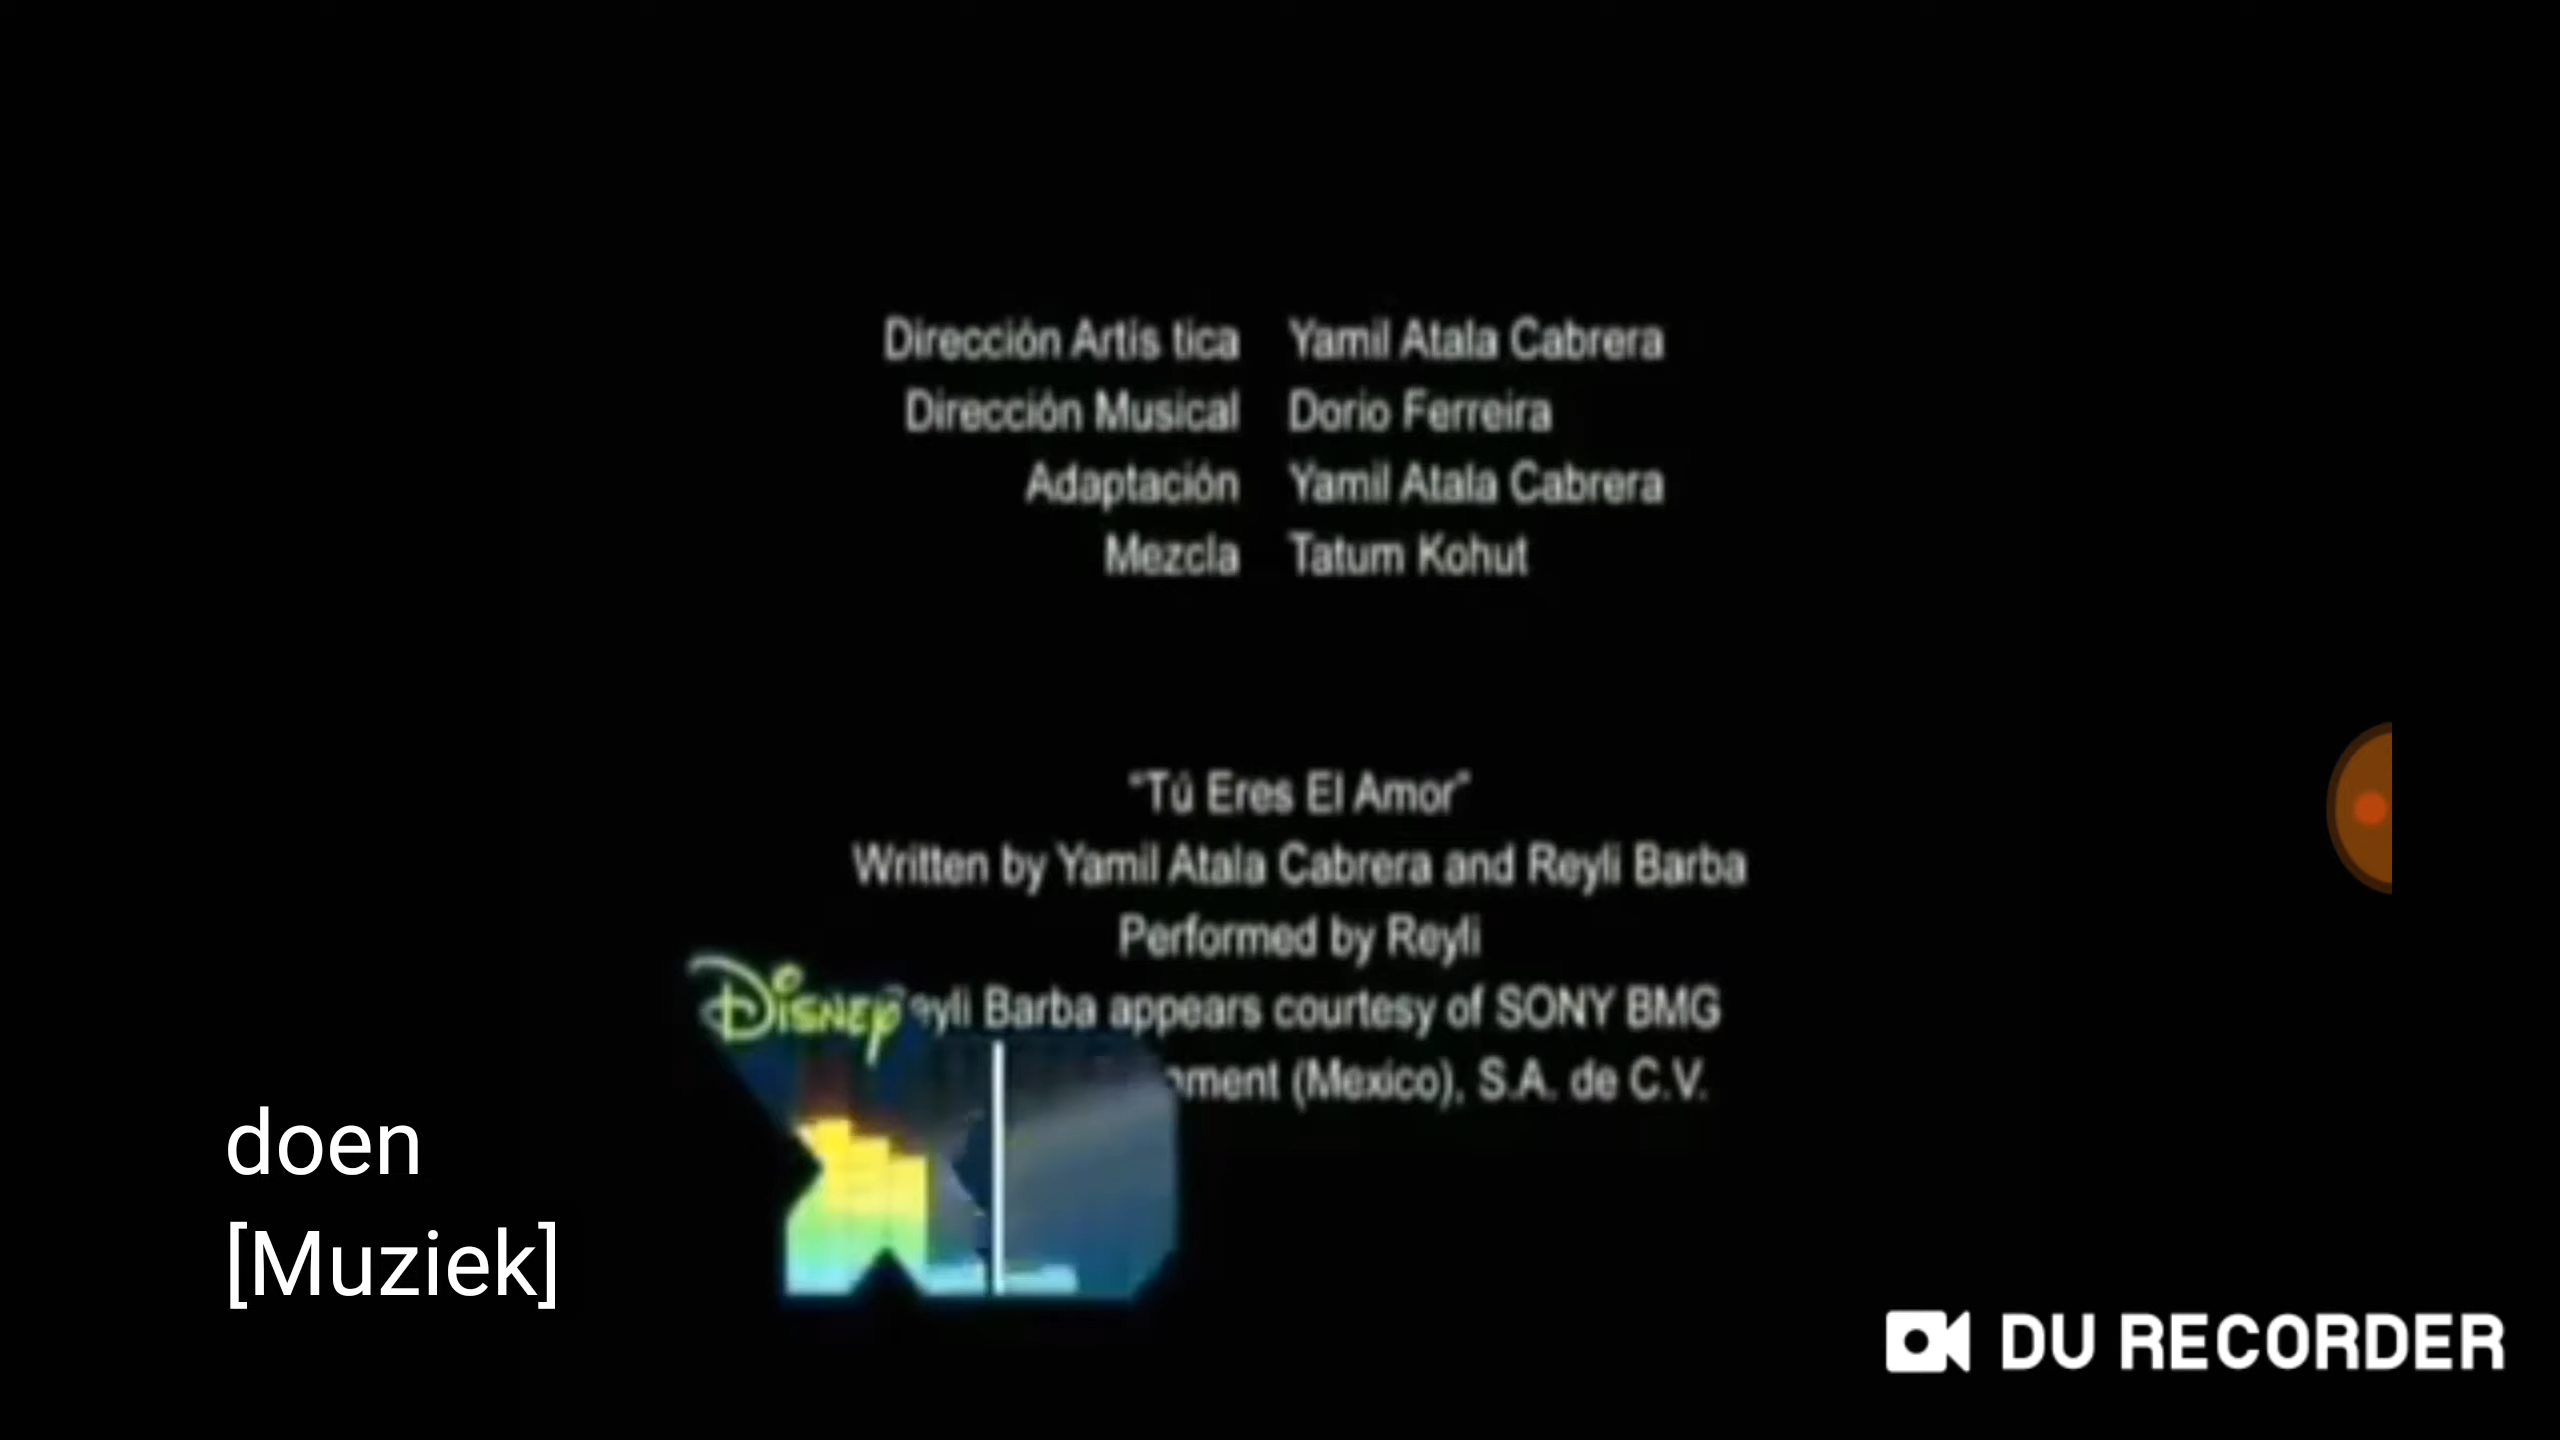 Dirección Artís tica Yamil Atala Cabrera
Dirección Musical Dorio Ferreira
Adaptación Yamil Atala Cabrera
Mezcla Tatum Kohut
"Tú Eres El Amor"
Written by Yamil Atala Cabrera and Reyli Barba
Performed by Reyli
Barba appears courtesy of SONY BMG
(Mexico), S.A. de C.V.
Disney
XD
doen
[Muziek]
DU RECORDER